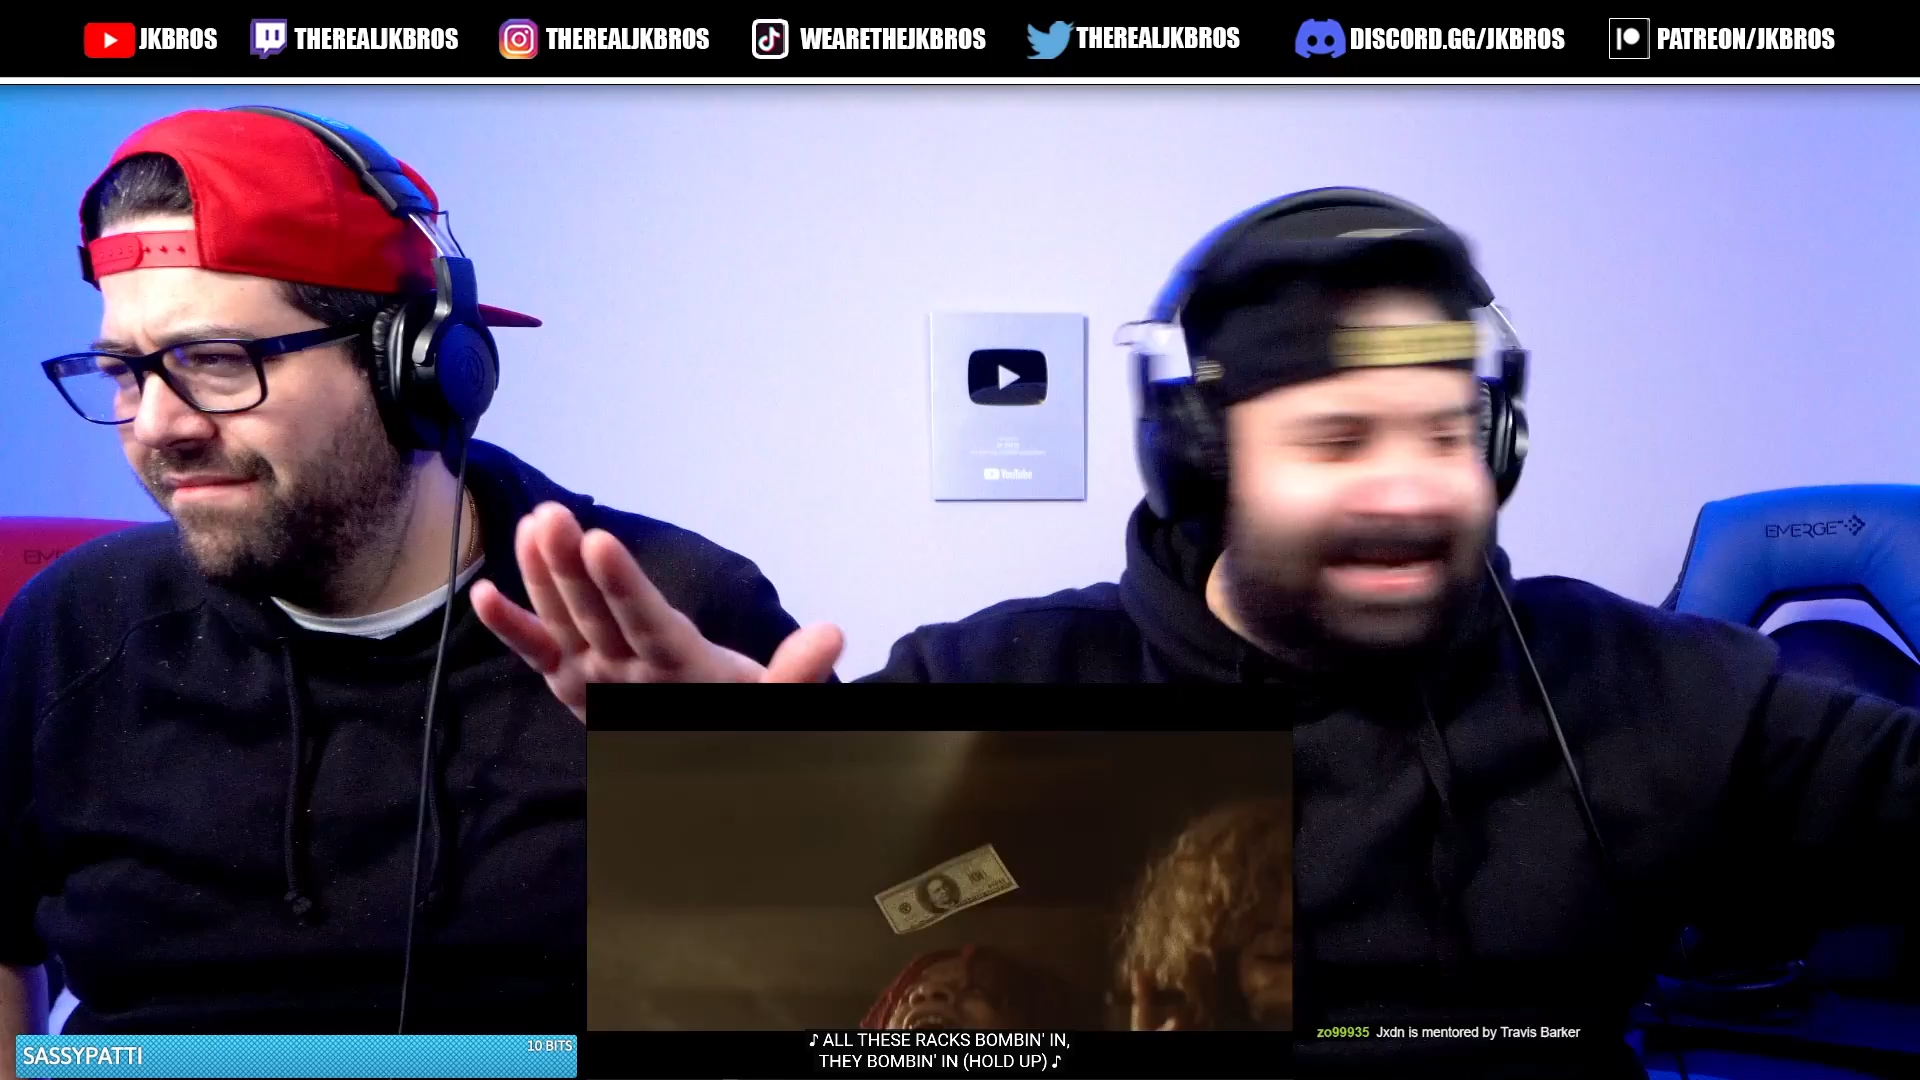 JKBROS
THEREALJKBROS
THEREALJKBROS
WEARETHEJKBROS
THEREALJKBROS
DISCORD.GG/JKBROS
PATREON/JKBROS
YouTube
EMERGE
SASSYPATTI
10 BITS
♪ ALL THESE RACKS BOMBIN' IN,
THEY BOMBIN' IN (HOLD UP) ♪
zo99935 Jxdn is mentored by Travis Barker